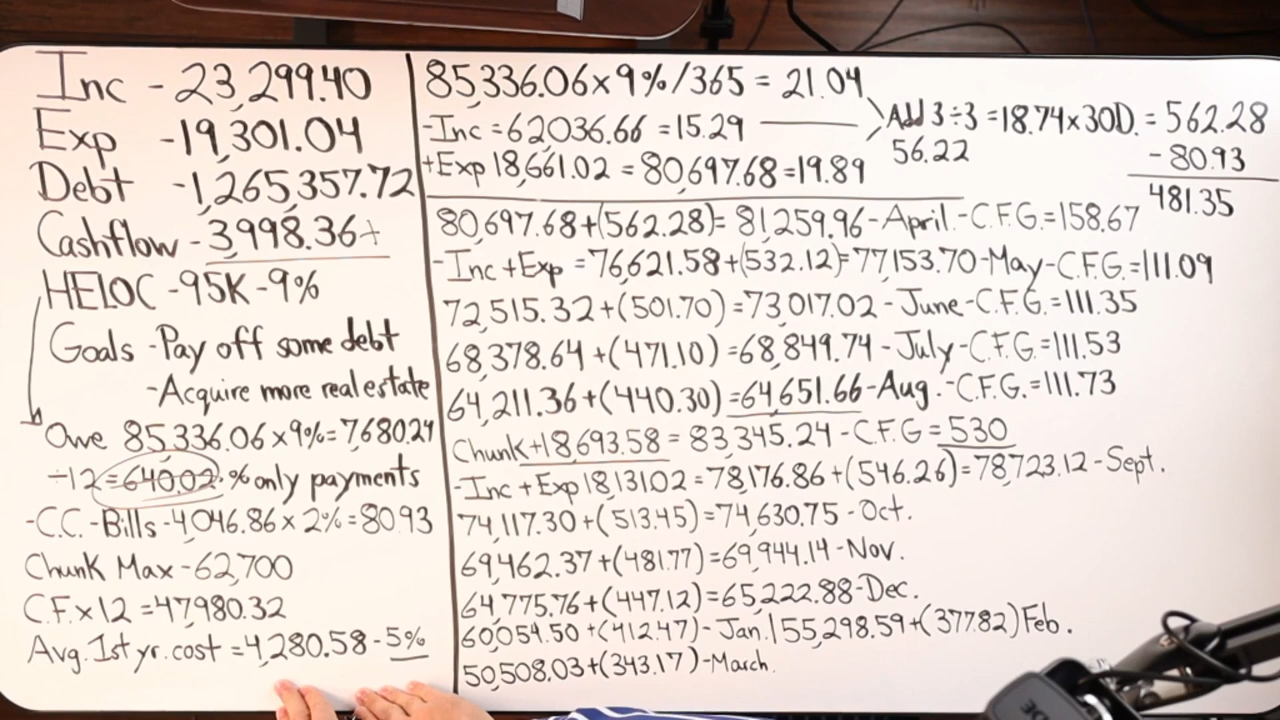 Inc - 23,299.40
Exp - 19,301.04
Debt - 1,265,357.72
Cashflow - 3,998.36+
HELOC - 95K - 9%
Goals - Pay off some debt
- Acquire more real estate
Owe 85,336.06 x 9% = 7,680.24
÷12 = 640.02 · % only payments
- C.C. - Bills - 4,046.86 x 2% = 80.93
Chunk Max - 62,700
C.F x 12 = 47980.32
Avg. 1st yr. cost = 4,280.58 - 5%
85,336.06 x 9% / 365 = 21.04
- Inc = 62,036.66 = 15.29
+ Exp 18,661.02 = 80,697.68 = 19.89
Add 3 ÷ 3 = 18.74 x 30D. = 562.28
56.22
- 80.93
481.35
80,697.68 + (562.28) = 81,259.96 - April - C.F.G. = 158.67
- Inc + Exp = 76,621.58 + (532.12) = 77,153.70 - May - C.F.G. = 111.09
72,515.32 + (501.70) = 73,017.02 - June - C.F.G. = 111.35
68,378.64 + (471.10) = 68,849.74 - July - C.F.G. = 111.53
64,211.36 + (440.30) = 64,651.66 - Aug. - C.F.G. = 111.73
Chunk + 18,693.58 = 83,345.24 - C.F.G = 530
- Inc + Exp 18,131.02 = 78,176.86 + (546.26) = 78,723.12 - Sept.
74,117.30 + (513.45) = 74,630.75 - Oct.
69,462.37 + (481.77) = 69,944.14 - Nov.
64,775.76 + (447.12) = 65,222.88 - Dec.
60,054.50 + (412.47) - Jan. | 55,298.59 + (377.82) Feb.
50,508.03 + (343.17) - March.